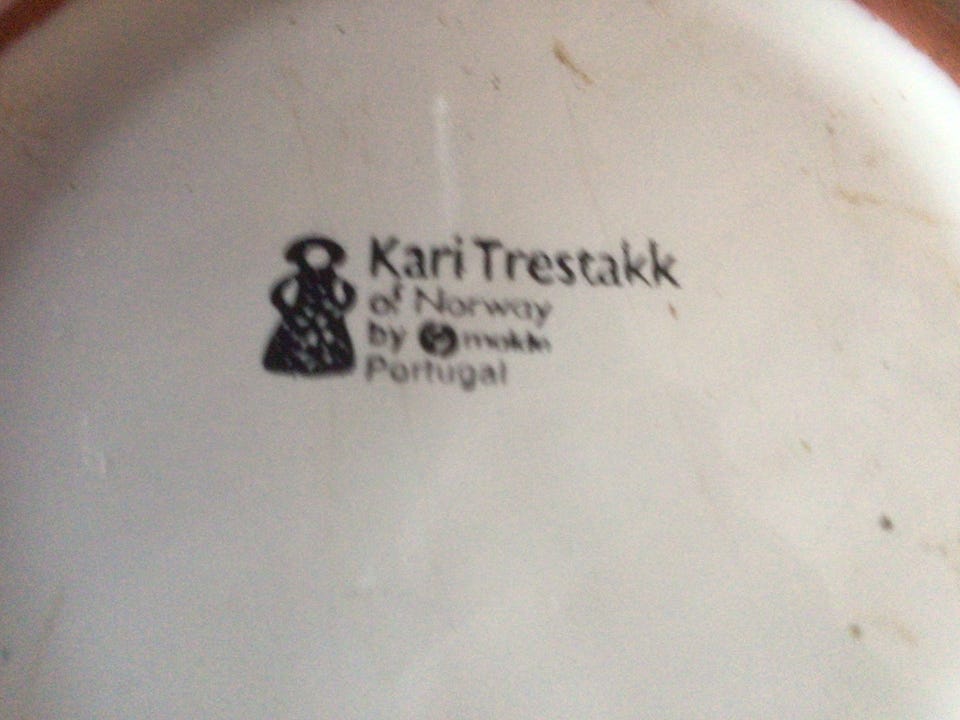 Kari Trestakk
of Norway
by
Portugal